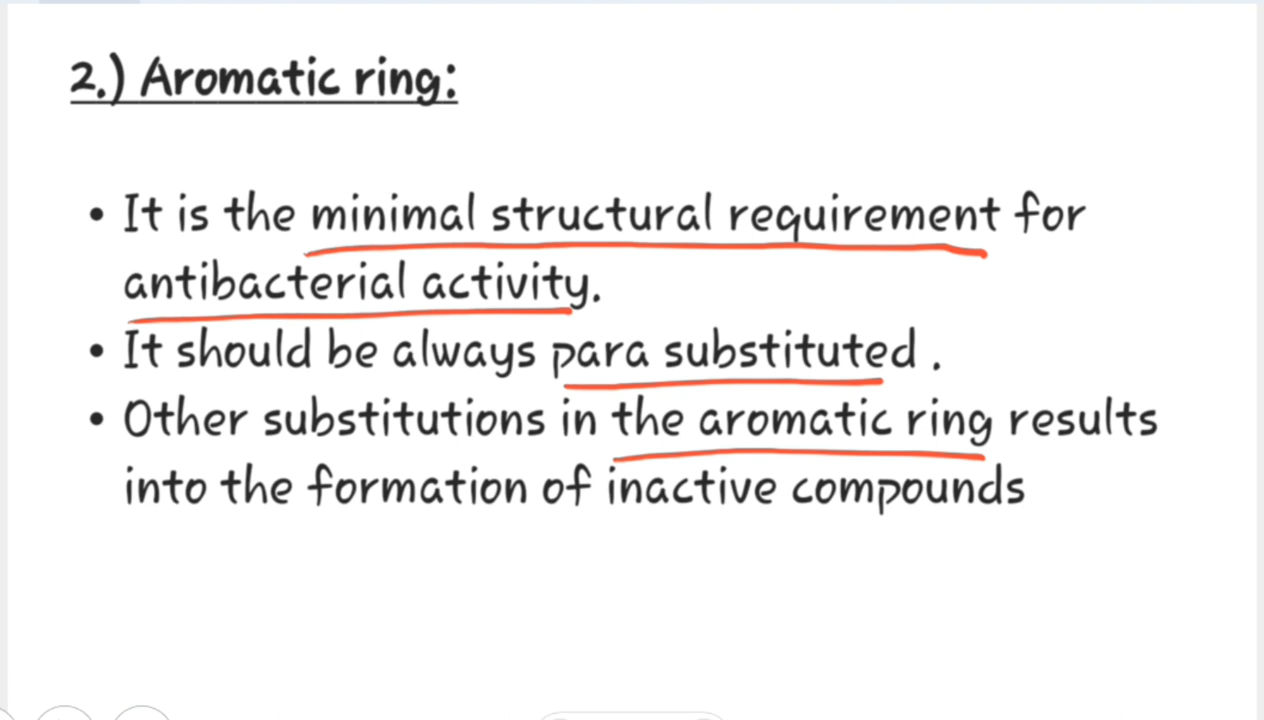 2.) Aromatic ring:
• It is the minimal structural requirement for
antibacterial activity.
• It should be always para substituted .
• Other substitutions in the aromatic ring results
into the formation of inactive compounds